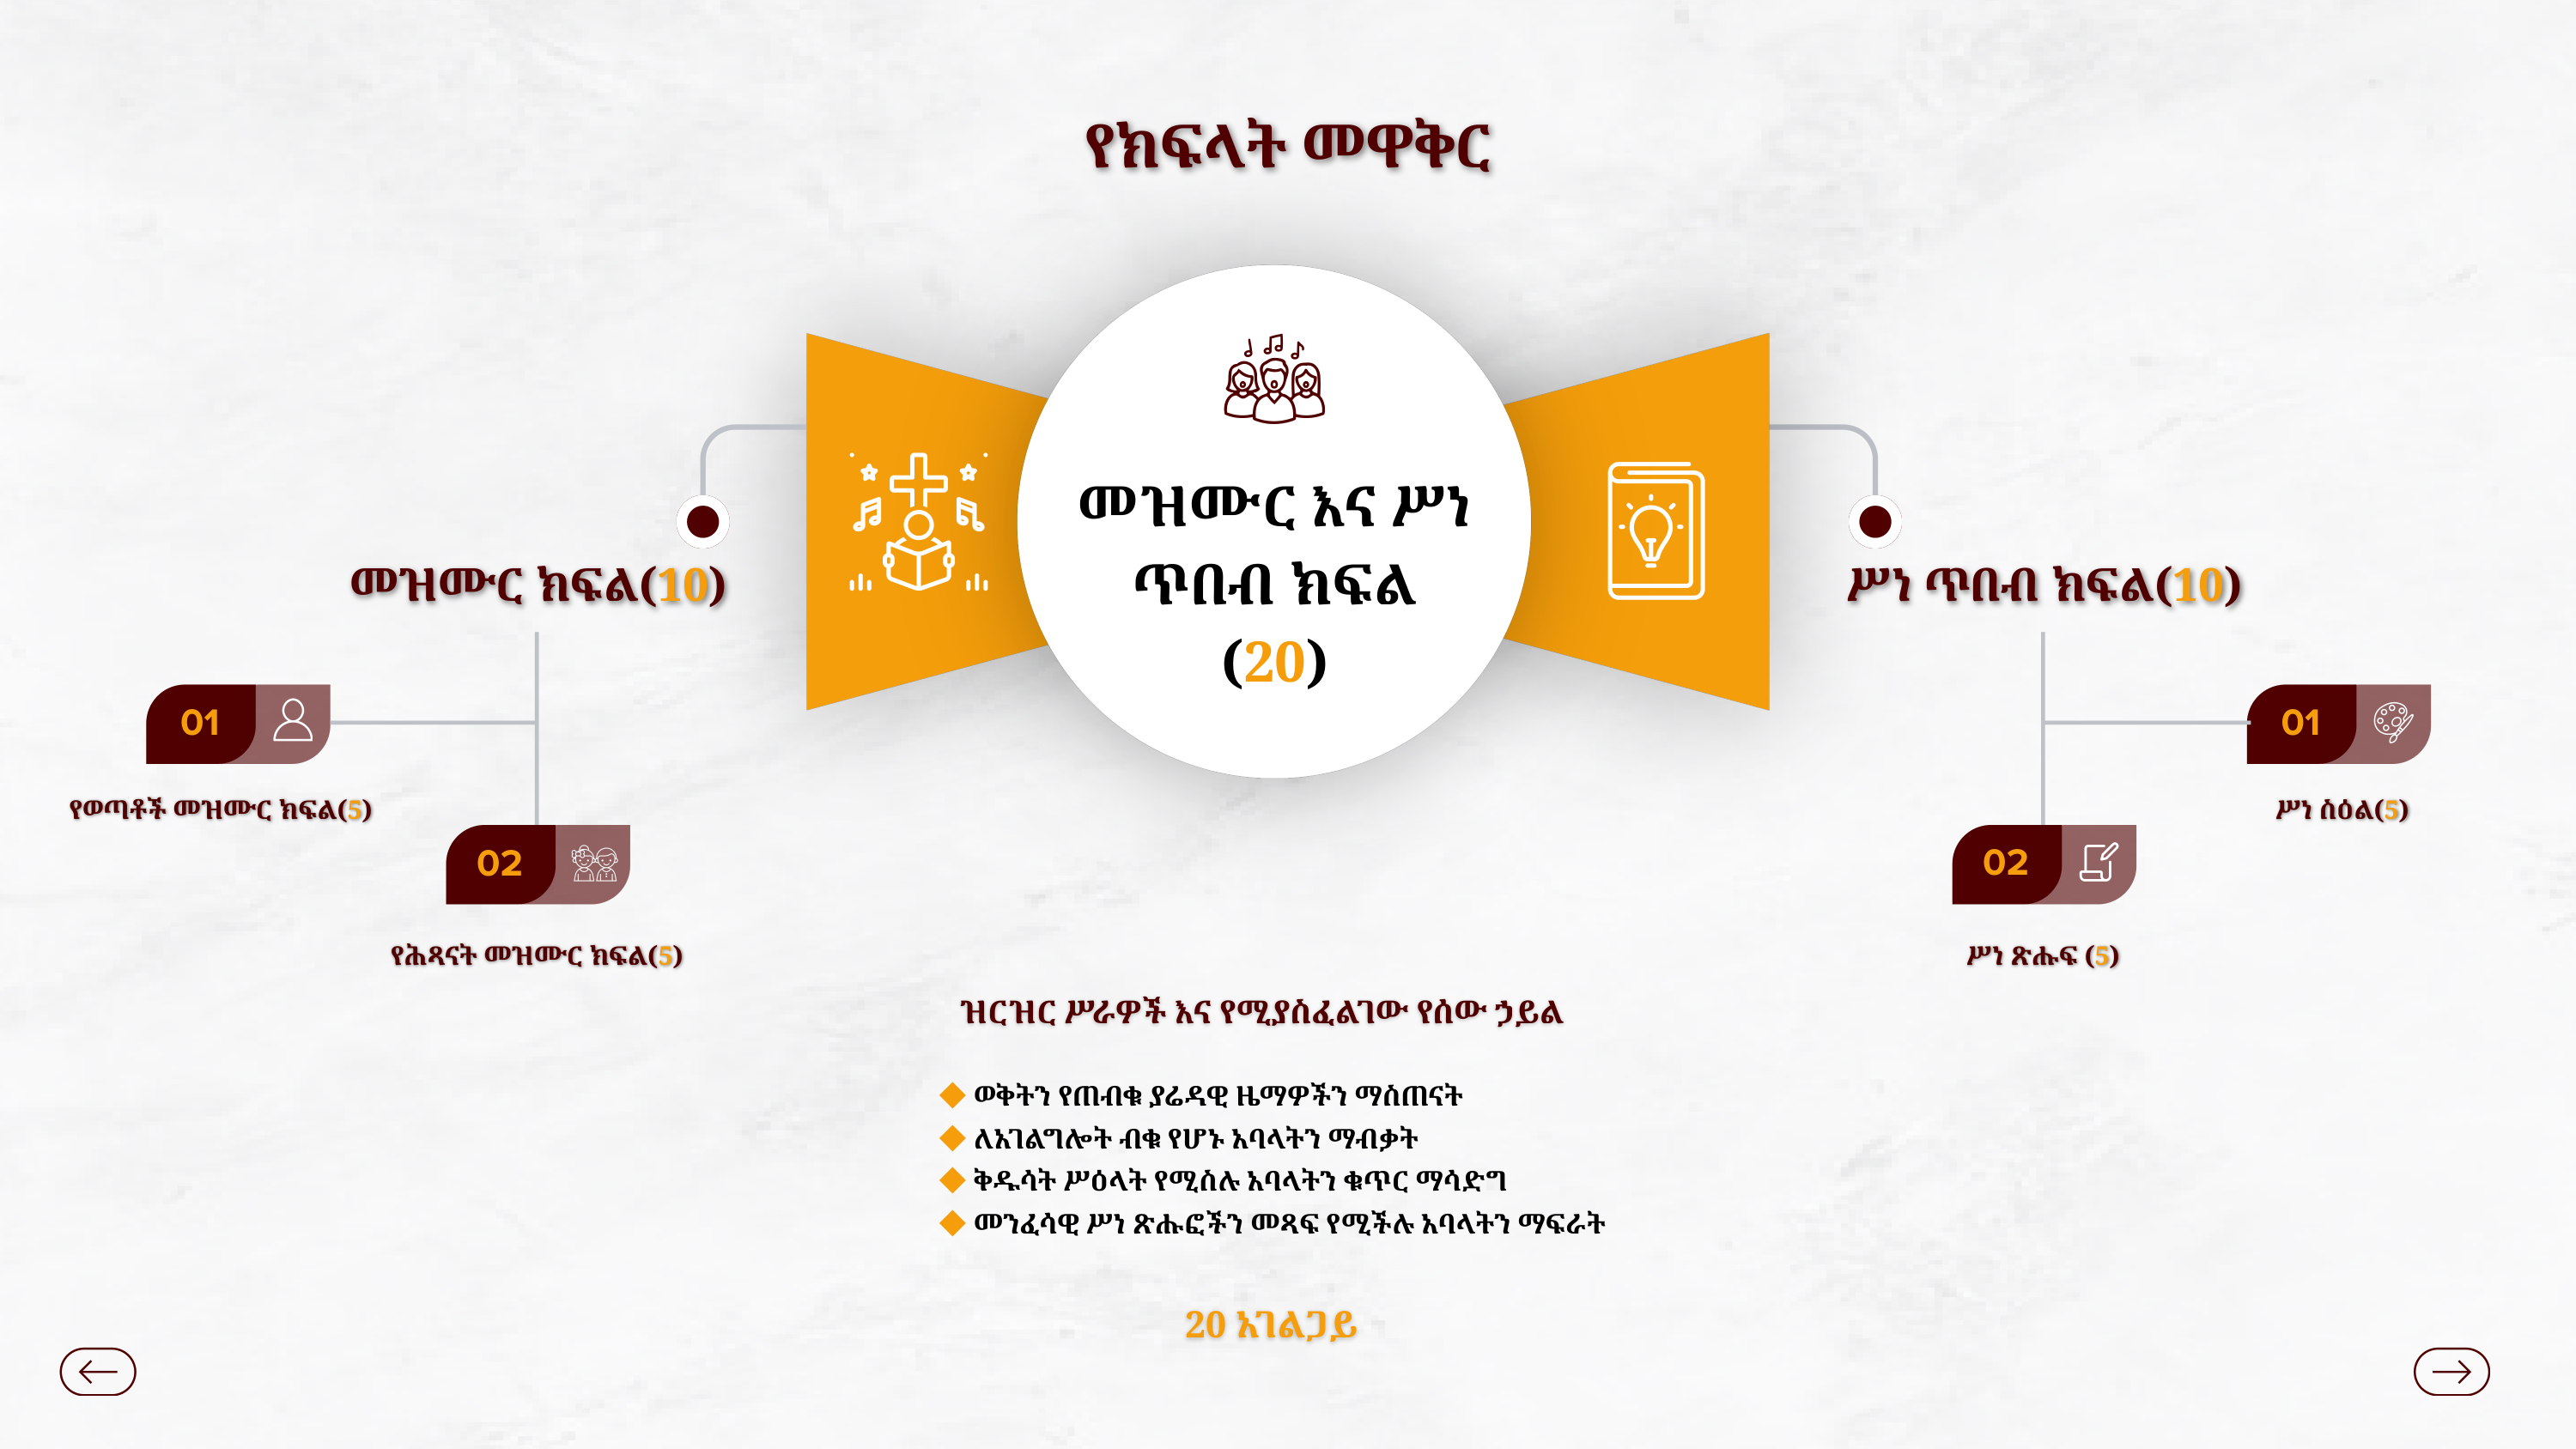 የክፍላት መዋቅር
መዝሙር እና ሥነ
ጥበብ ክፍል
(20)
መዝሙር ክፍል(10)
01
የወጣቶች መዝሙር ክፍል(5)
02
የሕጻናት መዝሙር ክፍል(5)
ሥነ ጥበብ ክፍል(10)
01
ሥነ ስዕል(5)
02
ሥነ ጽሑፍ (5)
ዝርዝር ሥራዎች እና የሚያስፈልገው የሰው ኃይል
ወቅትን የጠብቁ ያሬዳዊ ዜማዎችን ማስጠናት
ለአገልግሎት ብቁ የሆኑ አባላትን ማብቃት
ቅዱሳት ሥዕላት የሚስሉ አባላትን ቁጥር ማሳድግ
መንፈሳዊ ሥነ ጽሑፎችን መጻፍ የሚችሉ አባላትን ማፍራት
20 አገልጋይ